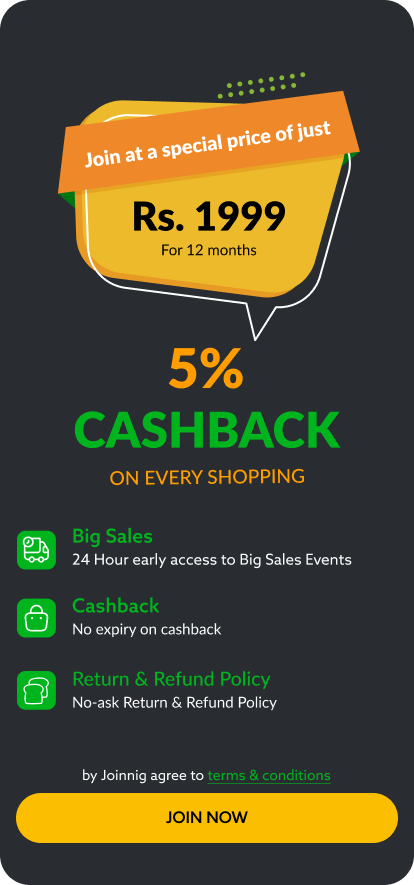 Join at a special price of just
Rs. 1999
For 12 months
5%
CASHBACK
ON EVERY SHOPPING
Big Sales
24 Hour early access to Big Sales Events
Cashback
No expiry on cashback
Return & Refund Policy
No-ask Return & Refund Policy
by Joinnig agree to terms & conditions
JOIN NOW